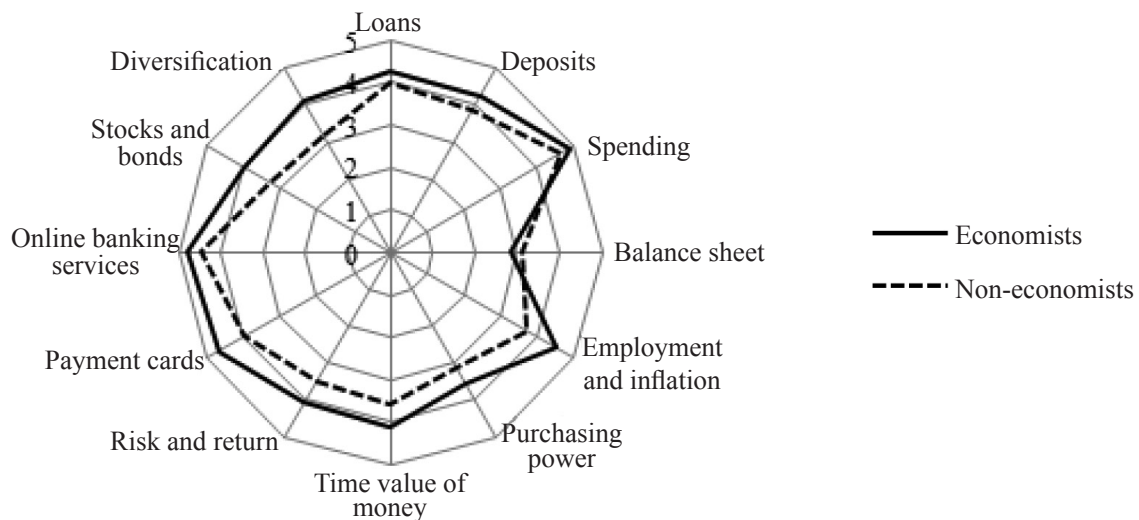 Loans
5
Diversification
Deposits
4
3
Stocks and
bonds
Spending
2
1
Online banking
services
0
Balance sheet
Economists
Non-economists
Payment cards
Employment
and inflation
Risk and return
Purchasing
power
Time value of
money